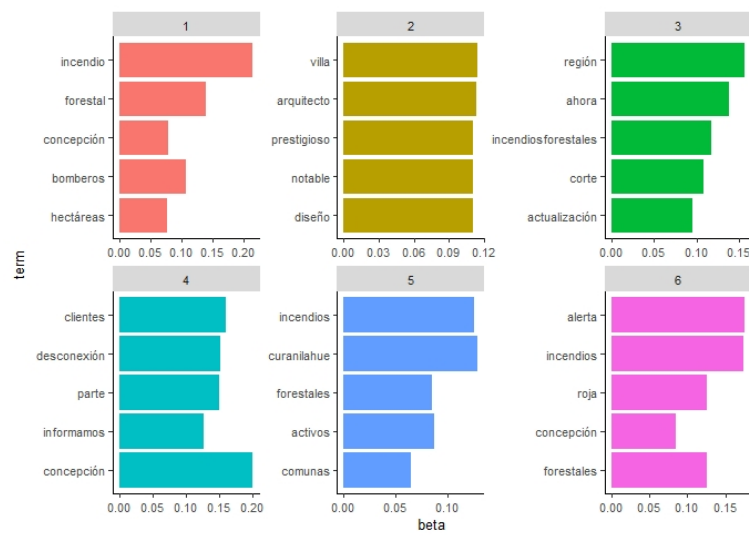 1
incendio
forestal
concepción
bomberos
hectáreas
0.00 0.05 0.10 0.15 0.20
2
villa
arquitecto
prestigioso
notable
diseño
0.00 0.03 0.06 0.09 0.12
3
región
ahora
incendiosforestales
corte
actualización
0.00 0.05 0.10 0.15
term
4
clientes
desconexión
parte
informamos
concepción
0.00 0.05 0.10 0.15 0.20
5
incendios
curanilahue
forestales
activos
comunas
0.00 0.05 0.10
6
alerta
incendios
roja
concepción
forestales
0.00 0.05 0.10 0.15
beta